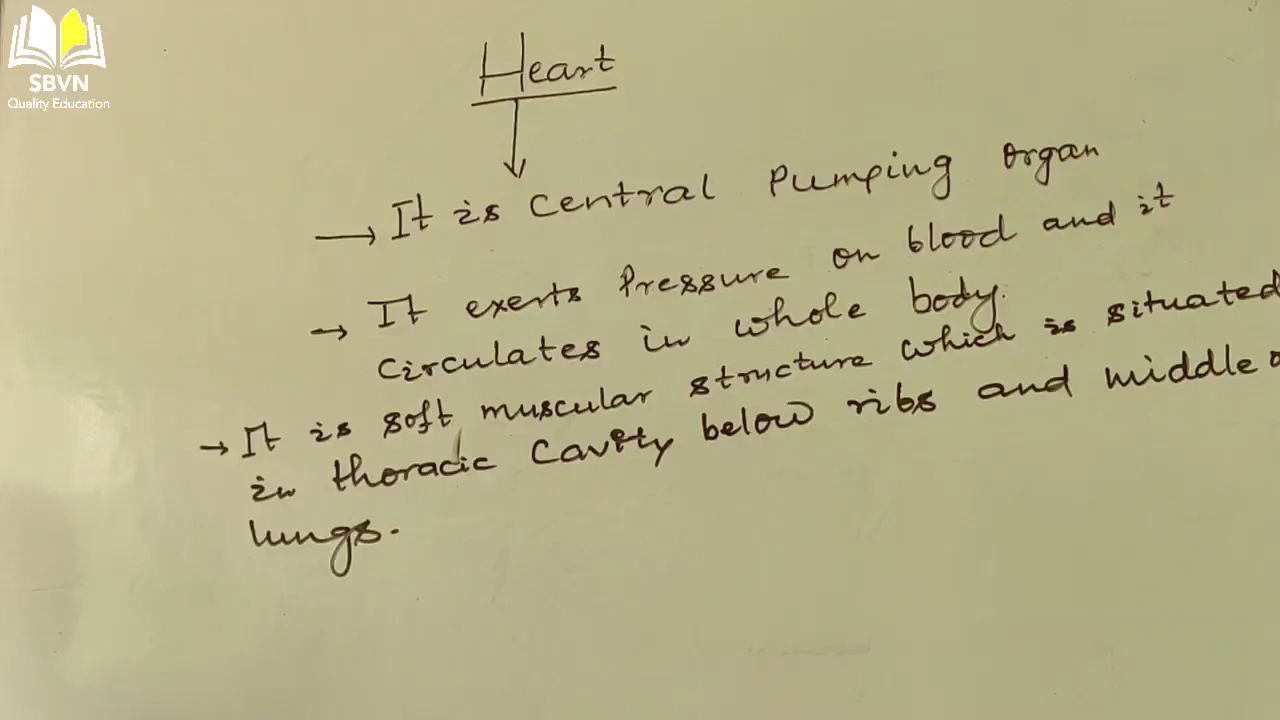 SBVN
Quality Education
Heart
→ It is Central Pumping Organ
→ It exerts Pressure on blood and it
circulates in whole body.
→ It is soft muscular structure which is situated
in thoracic Cavity below ribs and middle
lungs.